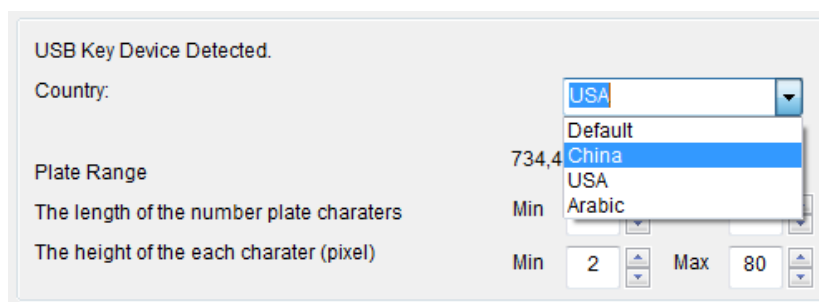 USB Key Device Detected.
Country: USA
Default
China
USA
Arabic
Plate Range 734,4
The length of the number plate charaters Min
The height of the each charater (pixel) Min 2 Max 80